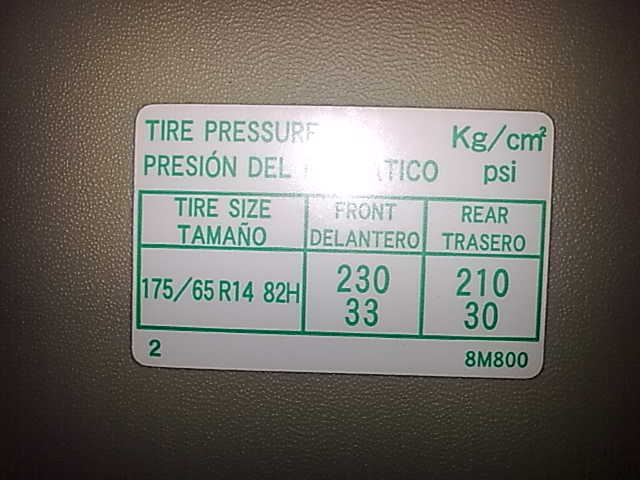 TIRE PRESSURE Kg/cm²
PRESIÓN DEL psi
TIRE SIZE FRONT REAR
TAMAÑO DELANTERO TRASERO
175/65 R14 82H 230 210
33 30
2 8M800